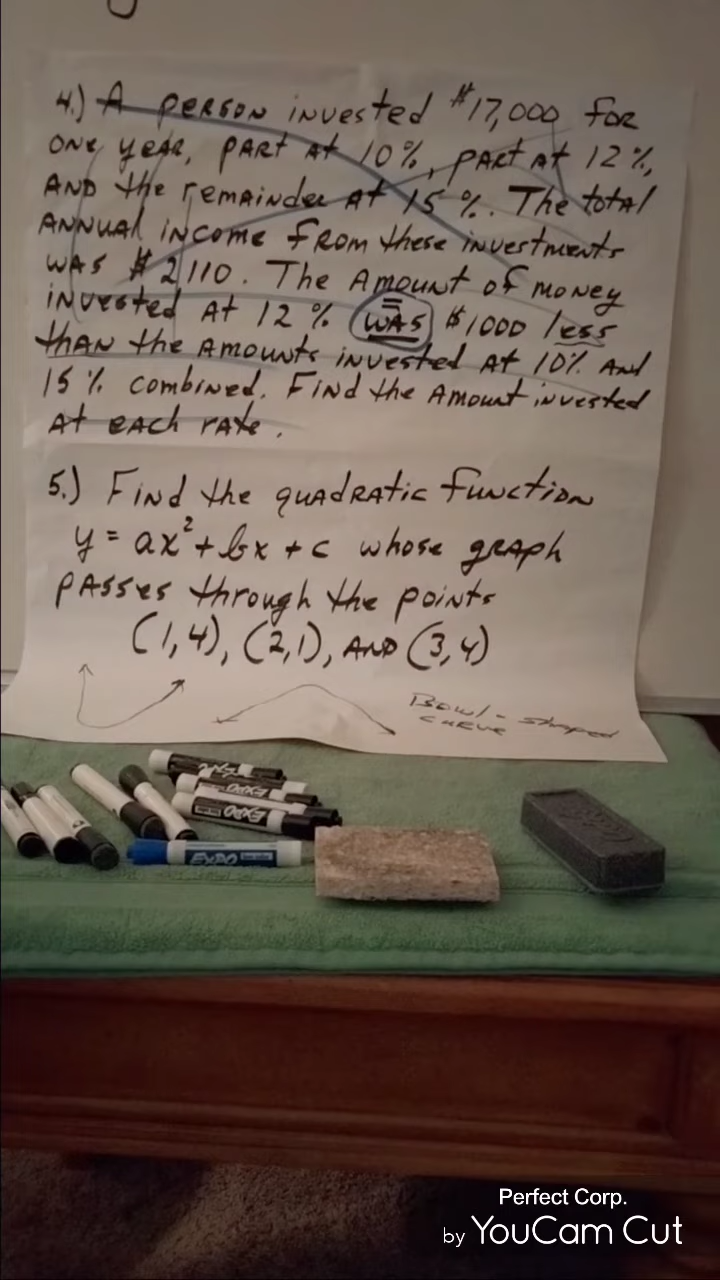 4.) A person invested $17,000 for
one year, part at 10%, part at 12%,
and the remainder at 15%. The total
annual income from these investments
was $2110. The amount of money
invested at 12% was $1000 less
than the amounts invested at 10% and
15% combined. Find the amount invested
at each rate.
5.) Find the quadratic function
y = ax² + bx + c whose graph
passes through the points
(1,4), (2,1), and (3,4)
Bowl-shaped
curve
EXPO
EXPO
EXPO
EXPO
Perfect Corp.
by YouCam Cut